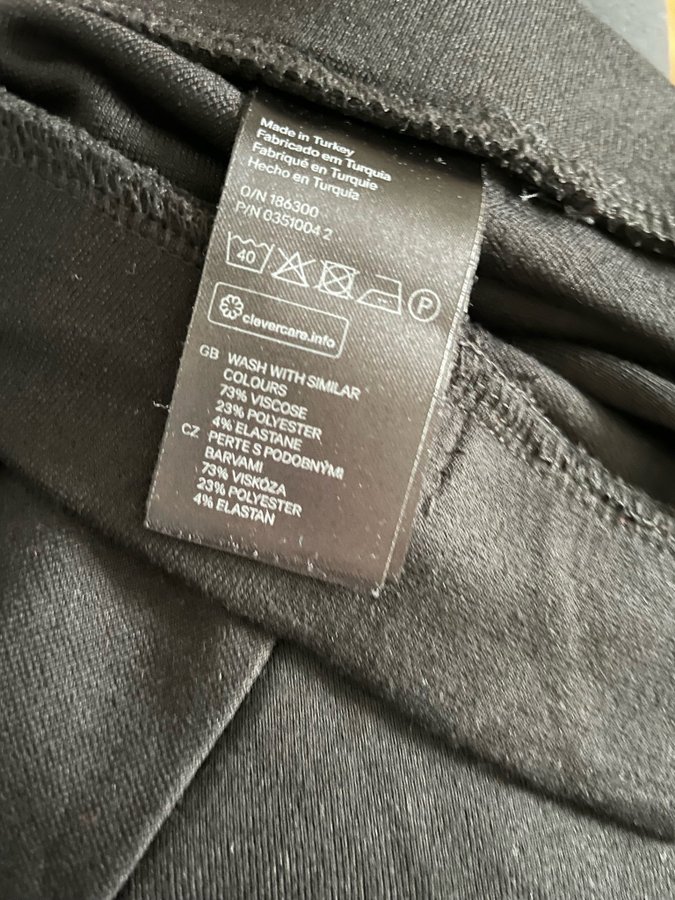 Made in Turkey
Fabricado em Turquia
Fabriqué en Turquie
Hecho en Turquía
O/N 186300
P/N 0351004 2
40
P
clevercare.info
GB WASH WITH SIMILAR
COLOURS
73% VISCOSE
23% POLYESTER
4% ELASTANE
CZ PERTE S PODOBNÝMI
BARVAMI
73% VISKÓZA
23% POLYESTER
4% ELASTAN